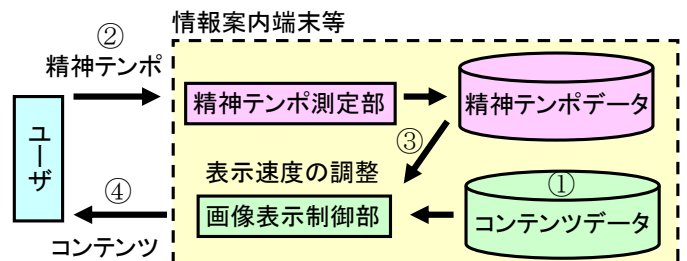 情報案内端末等
②
精神テンポ
精神テンポ測定部
精神テンポデータ
③
ユーザ
表示速度の調整
①
④
画像表示制御部
コンテンツデータ
コンテンツ